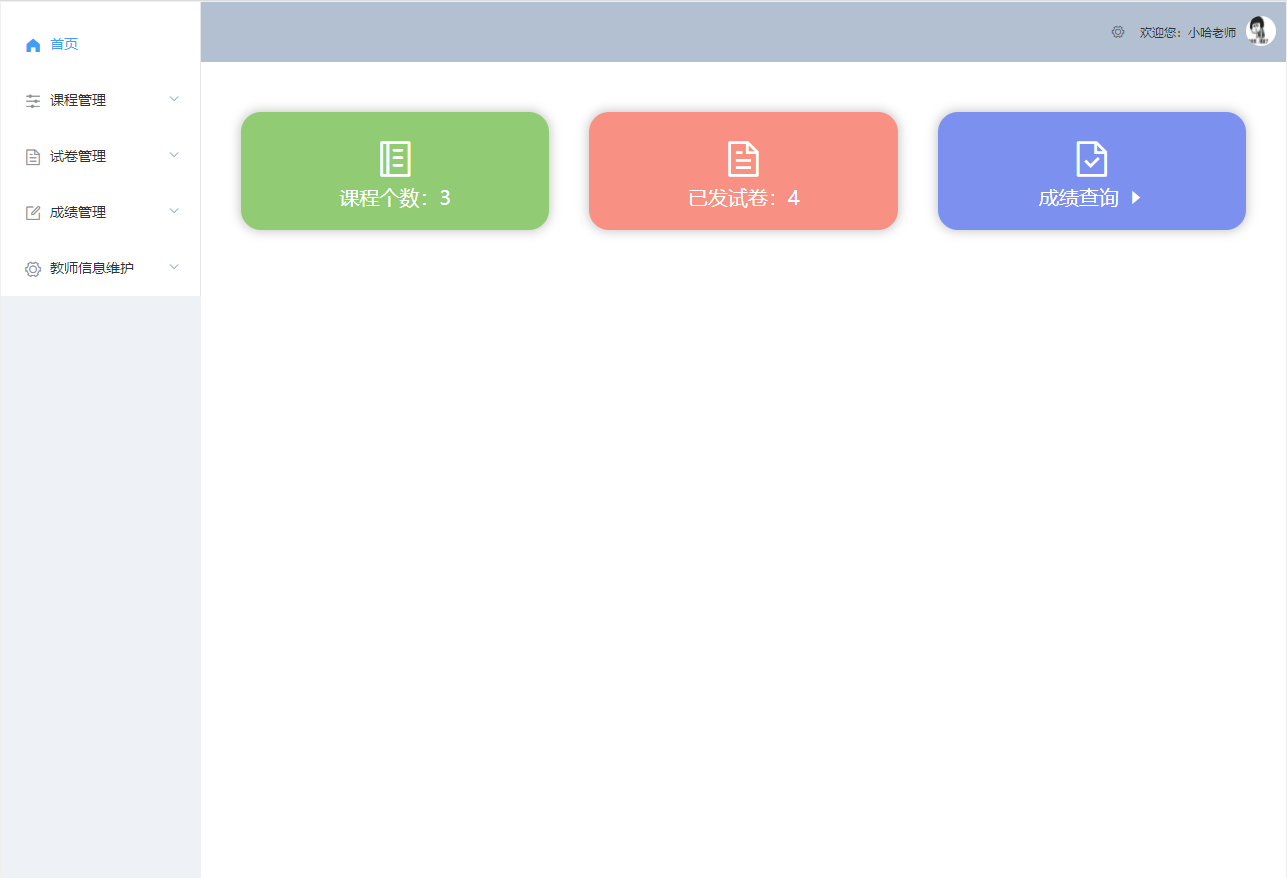 首页
课程管理
试卷管理
成绩管理
教师信息维护
欢迎您：小哈老师
课程个数：3
已发试卷：4
成绩查询